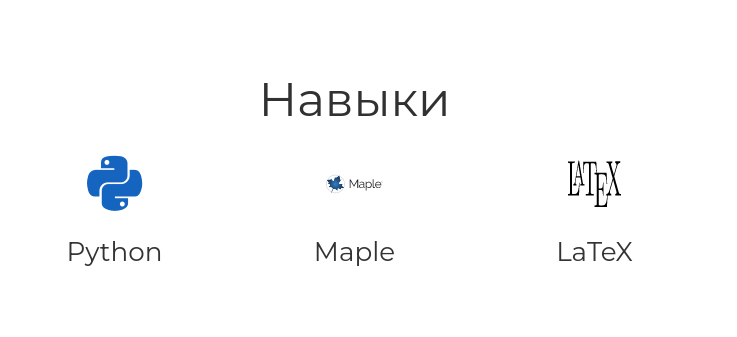 Навыки
Maple
LATEX
Python
Maple
LaTeX